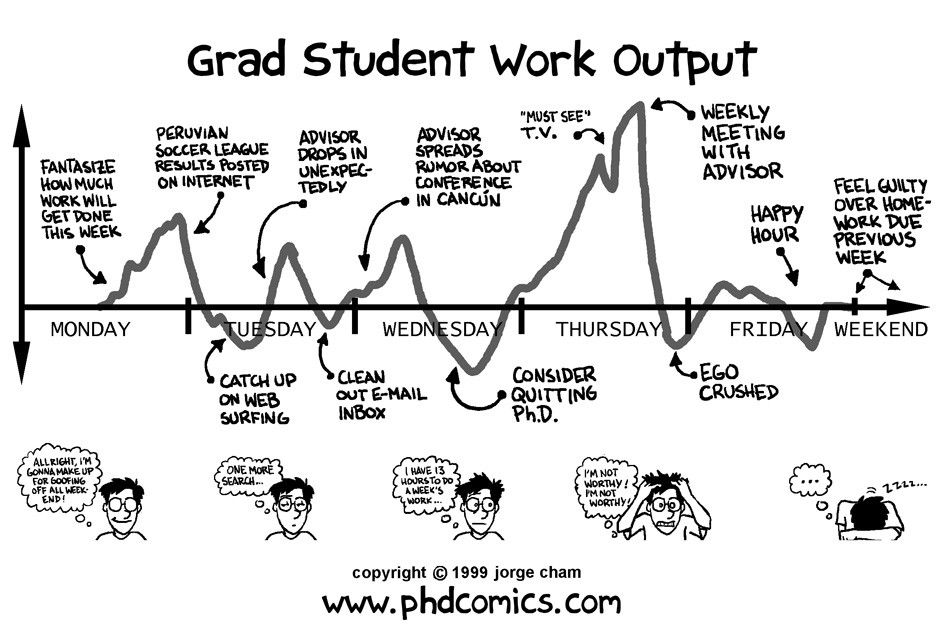 Grad Student Work Output
FANTASIZE
HOW MUCH
WORK WILL
GET DONE
THIS WEEK
PERUVIAN
SOCCER LEAGUE
RESULTS POSTED
ON INTERNET
ADVISOR
DROPS IN
UNEXPEC-
TEDLY
ADVISOR
SPREADS
RUMOR ABOUT
CONFERENCE
IN CANCÚN
"MUST SEE"
T.V.
WEEKLY
MEETING
WITH
ADVISOR
HAPPY
HOUR
FEEL GUILTY
OVER HOME-
WORK DUE
PREVIOUS
WEEK
MONDAY
TUESDAY
WEDNESDAY
THURSDAY
FRIDAY
WEEKEND
CATCH UP
ON WEB
SURFING
CLEAN
OUT E-MAIL
INBOX
CONSIDER
QUITTING
Ph.D.
EGO
CRUSHED
ALL RIGHT, I'M
GONNA MAKE UP
FOR GOOFING
OFF ALL WEEK-
END!
ONE MORE
SEARCH...
I HAVE 13
HOURS TO DO
A WEEK'S
WORK...
I'M NOT
WORTHY!
I'M NOT
WORTHY!
...
ZZZZ...
copyright © 1999 jorge cham
www.phdcomics.com